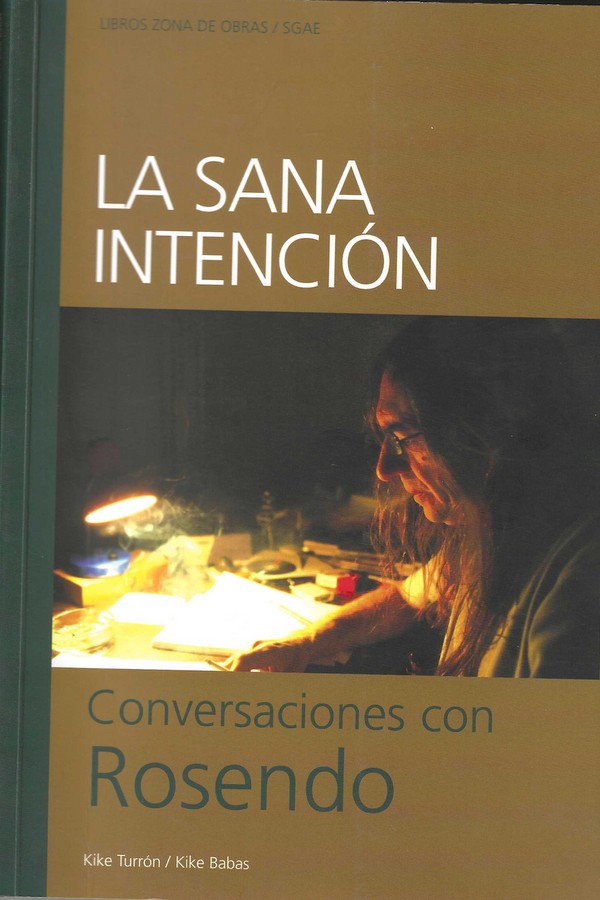 LIBROS ZONA DE OBRAS / SGAE
LA SANA
INTENCIÓN
Conversaciones con
Rosendo
Kike Turrón / Kike Babas